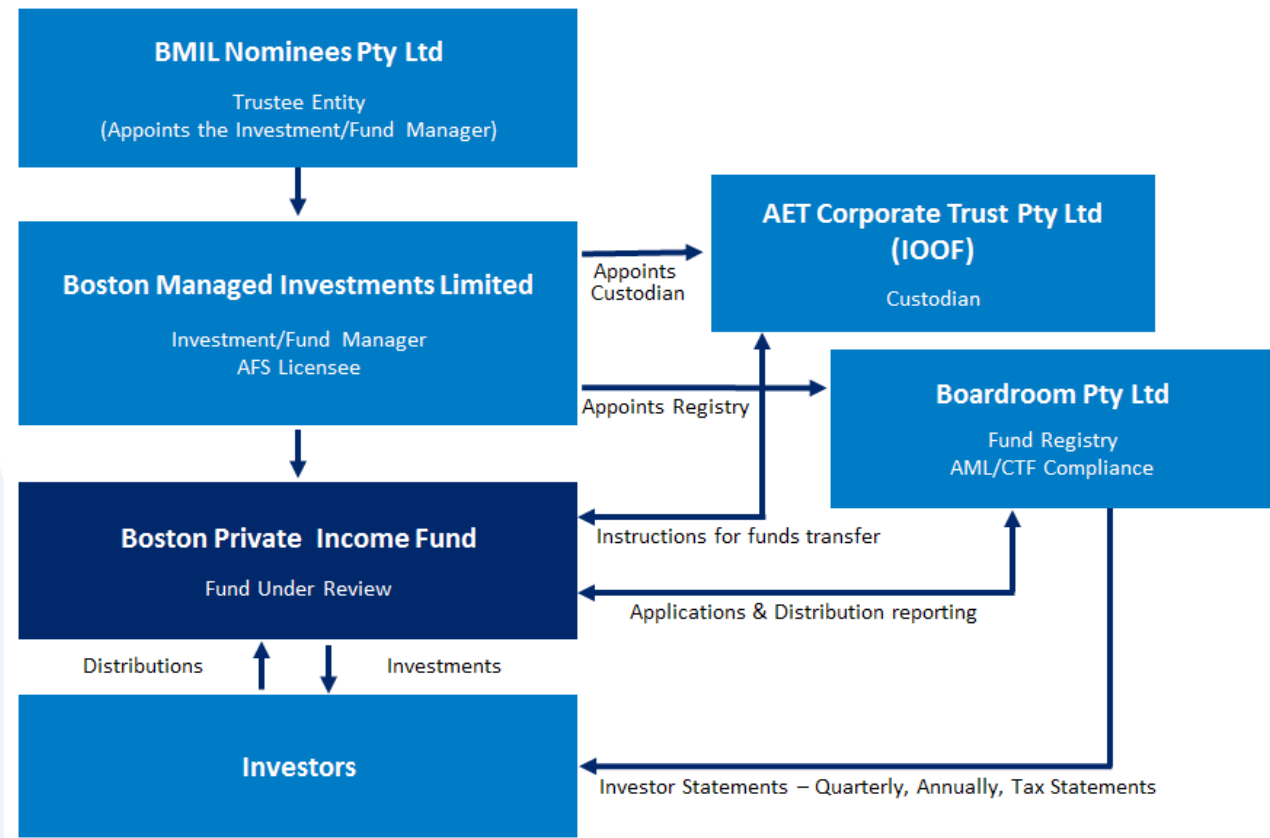 BMIL Nominees Pty Ltd
Trustee Entity
(Appoints the Investment/Fund Manager)
AET Corporate Trust Pty Ltd
(IOOF)
Custodian
Boston Managed Investments Limited
Investment/Fund Manager
AFS Licensee
Appoints
Custodian
Appoints Registry
Boardroom Pty Ltd
Fund Registry
AML/CTF Compliance
Boston Private Income Fund
Fund Under Review
Instructions for funds transfer
Applications & Distribution reporting
Distributions
Investments
Investors
Investor Statements – Quarterly, Annually, Tax Statements